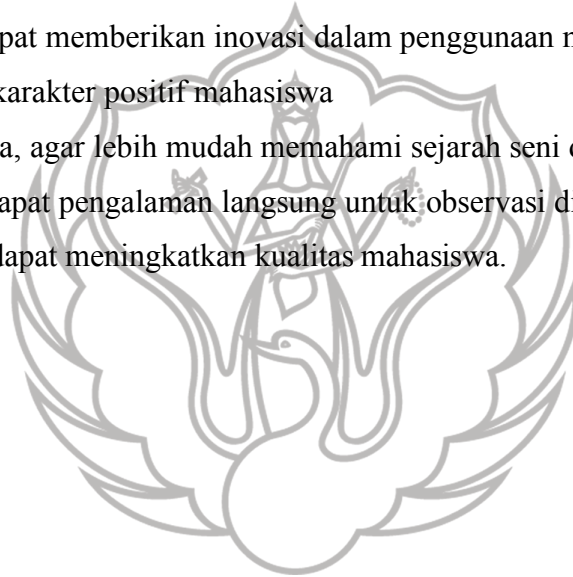 pat memberikan inovasi dalam penggunaan
karakter positif mahasiswa
a, agar lebih mudah memahami sejarah seni
apat pengalaman langsung untuk observasi
dapat meningkatkan kualitas mahasiswa.